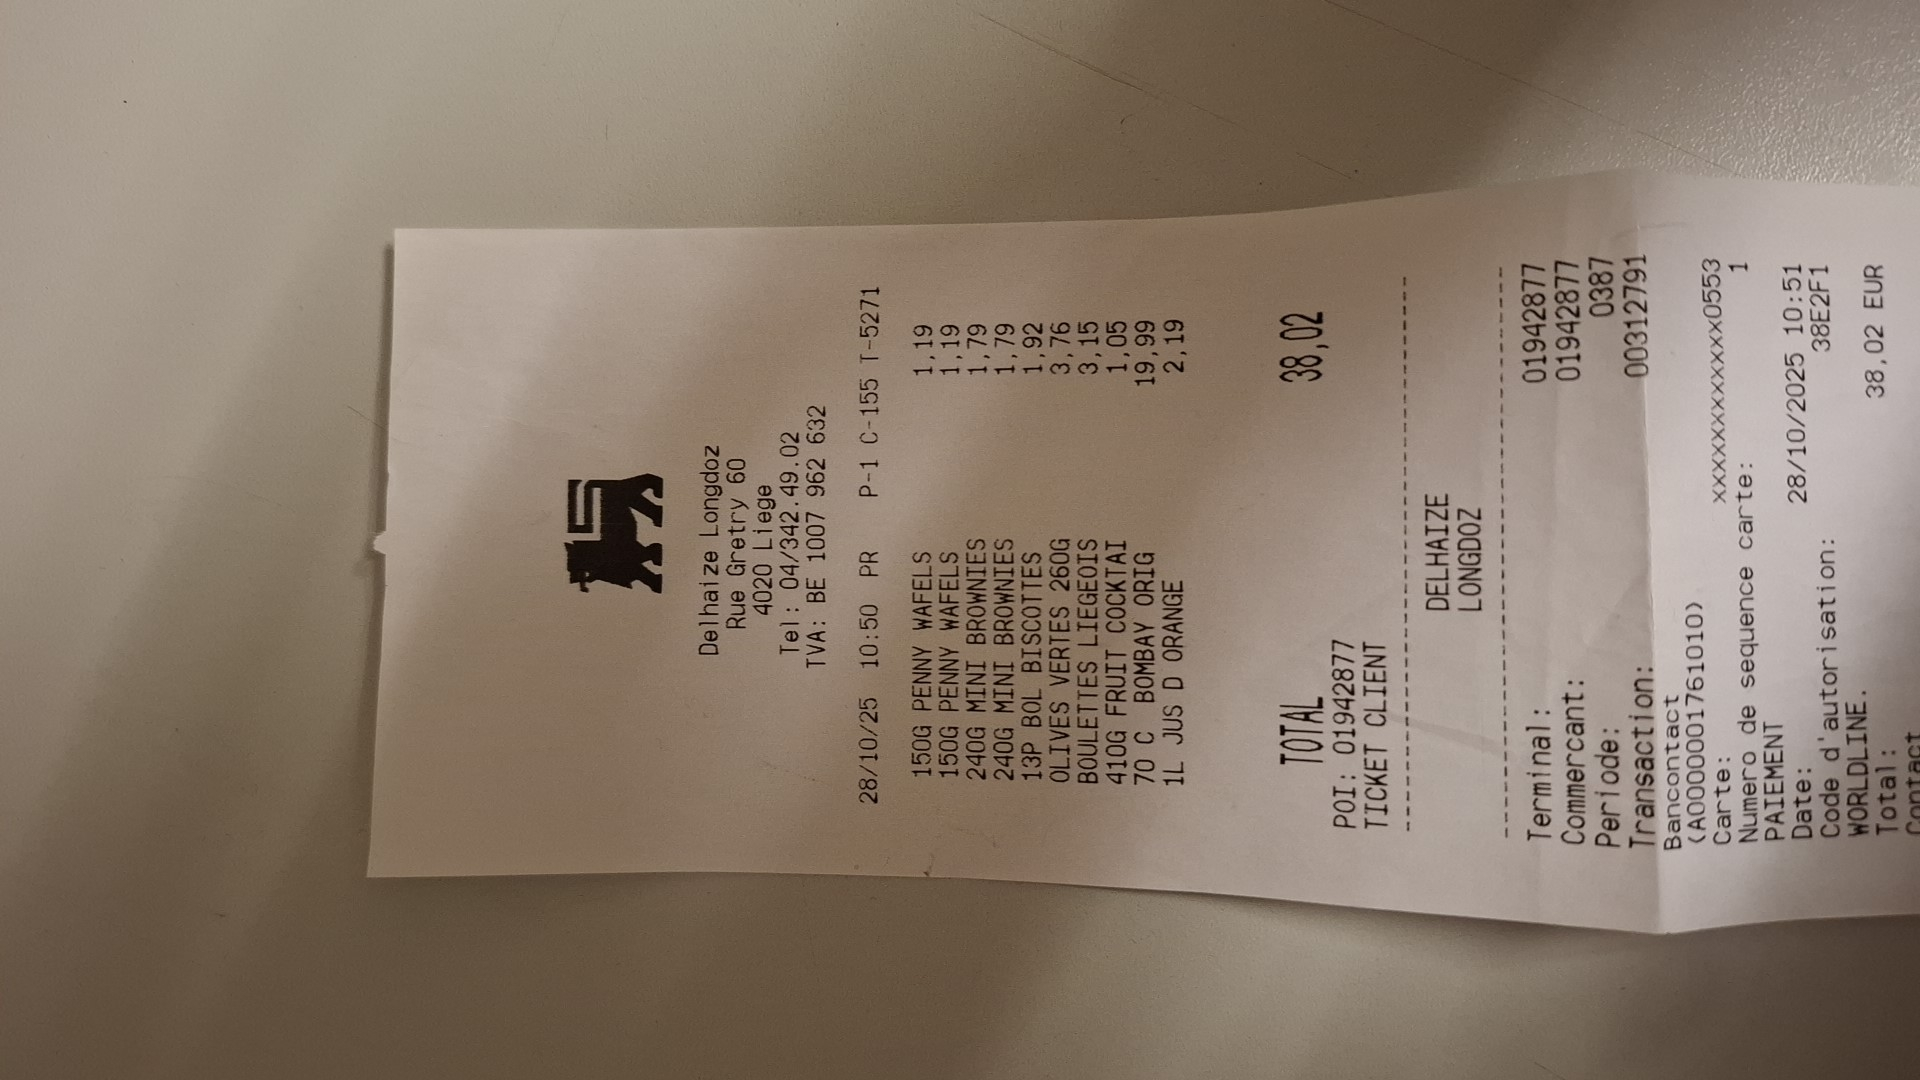 Delhaize Longdoz
Rue Gretry 60
4020 Liege
Tel: 04/342.49.02
TVA: BE 1007 962 632
28/10/25 10:50 PR P-1 C-155 T-5271
150G PENNY WAFELS 1,19
150G PENNY WAFELS 1,19
240G MINI BROWNIES 1,79
240G MINI BROWNIES 1,79
13P BOL BISCOTTES 1,92
OLIVES VERTES 260G 3,76
BOULETTES LIEGEOIS 3,15
410G FRUIT COCKTAI 1,05
70 C BOMBAY ORIG 19,99
1L JUS D ORANGE 2,19
TOTAL 38,02
POI: 01942877
TICKET CLIENT
DELHAIZE
LONGDOZ
Terminal: 01942877
Commercant: 01942877
Periode: 0387
Transaction: 00312791
Bancontact
(A0000001761010)
Carte: xxxxxxxxxxxxx0553
Numero de sequence carte: 1
PAIEMENT
Date: 28/10/2025 10:51
Code d'autorisation: 38E2F1
WORLDLINE.
Total: 38,02 EUR
Contact